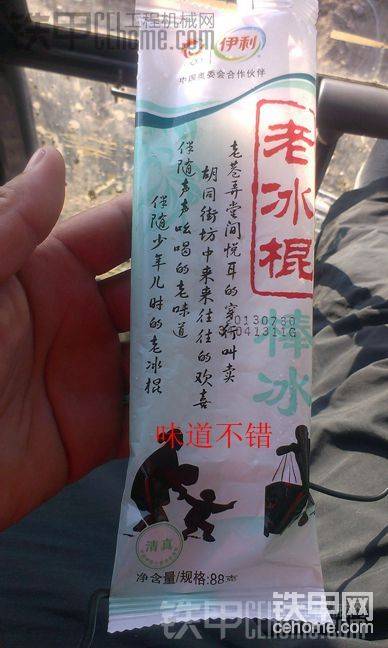 铁甲 工程机械网
CEhome.com
伊利
中国奥委会合作伙伴
老冰棍
棒冰
老巷弄堂间悦耳的穿行叫卖
胡同街坊中来来往往的欢喜
伴随声声吆喝的老味道
伴随少年儿时的老冰棍
味道不错
清真
净含量/规格:88克
铁甲网
cehome.com